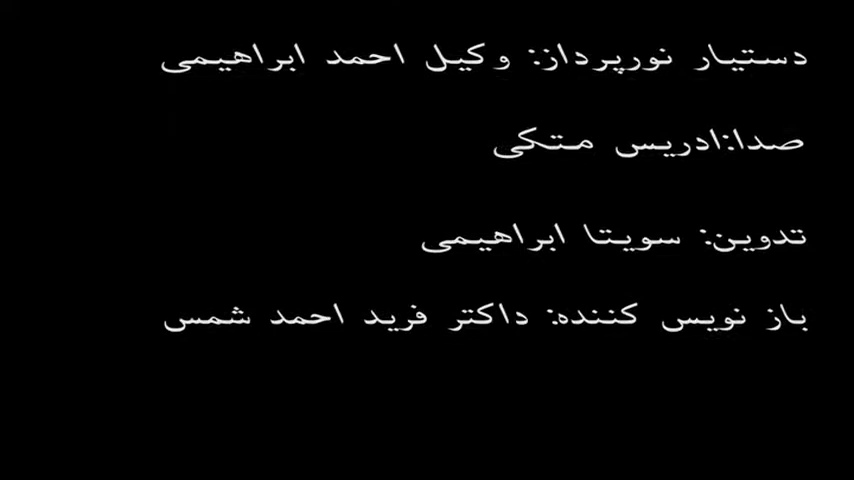 دستیار نورپرداز: وکیل احمد ابراهیمی
صدا:ادریس متکی
تدوین: سویتا ابراهیمی
باز نویس کننده: داکتر فرید احمد شمس